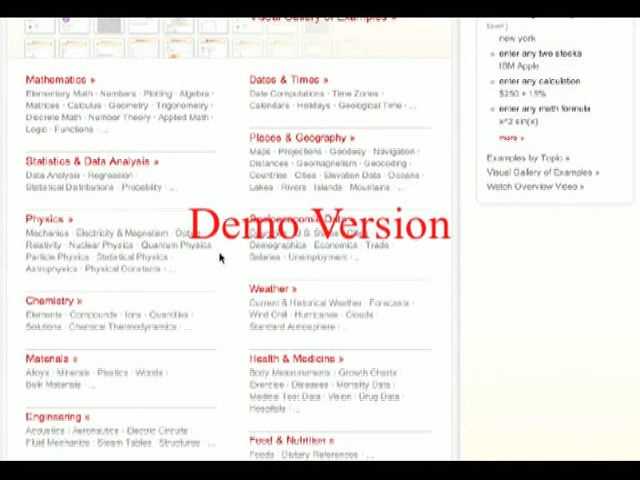 Visual Gallery of Examples »
Mathematics »
Elementary Math · Numbers · Plotting · Algebra ·
Matrices · Calculus · Geometry · Trigonometry ·
Discrete Math · Number Theory · Applied Math ·
Logic · Functions · ...
Statistics & Data Analysis »
Data Analysis · Regression ·
Statistical Distributions · Probability · ...
Physics »
Mechanics · Electricity & Magnetism ·
Relativity · Nuclear Physics · Quantum Physics
Particle Physics · Statistical Physics ·
Astrophysics · Physical Constants · ...
Chemistry »
Elements · Compounds · Ions · Quantities ·
Solutions · Chemical Thermodynamics · ...
Materials »
Alloys · Minerals · Plastics · Woods ·
Bulk Materials · ...
Engineering »
Acoustics · Aeronautics · Electric Circuits ·
Fluid Mechanics · Steam Tables · Structures · ...
Dates & Times »
Date Computations · Time Zones ·
Calendars · Holidays · Geological Time · ...
Places & Geography »
Maps · Projections · Geodesy · Navigation ·
Distances · Geomagnetism · Geocoding ·
Countries · Cities · Elevation Data · Oceans ·
Lakes · Rivers · Islands · Mountains · ...
Socioeconomic Data
Demo Version
Demographics · Economics · Trade ·
Salaries · Unemployment · ...
Weather »
Current & Historical Weather · Forecasts ·
Wind Chill · Hurricanes · Clouds ·
Standard Atmosphere · ...
Health & Medicine »
Body Measurements · Growth Charts ·
Exercise · Diseases · Mortality Data ·
Medical Test Data · Vision · Drug Data ·
Hospitals · ...
Food & Nutrition »
Foods · Dietary References · ...
town)
new york
enter any two stocks
IBM Apple
enter any calculation
$250 + 15%
enter any math formula
x^2 sin(x)
more »
Examples by Topic »
Visual Gallery of Examples »
Watch Overview Video »